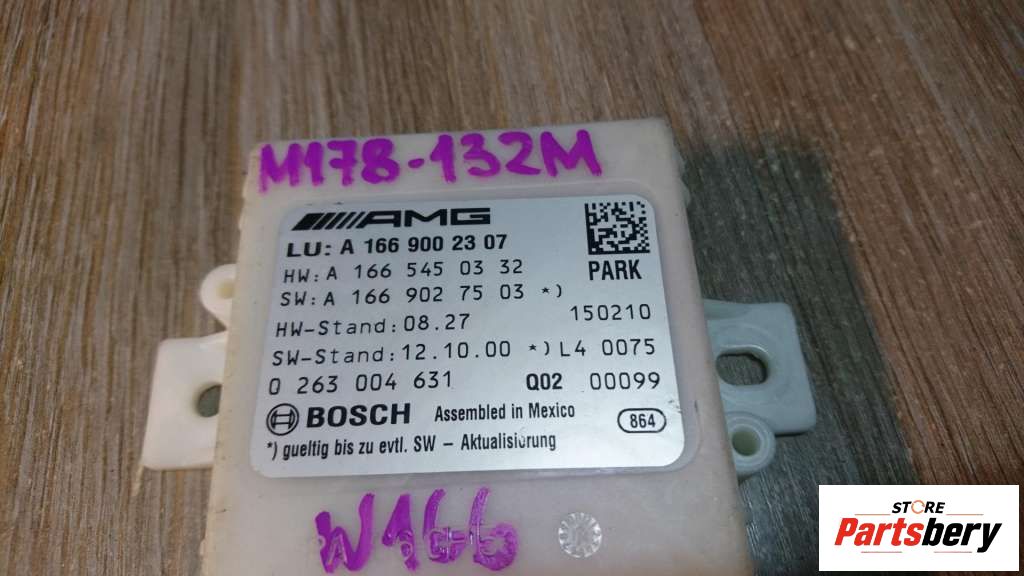 M178-132M
AMG
LU: A 166 900 23 07
HW: A 166 545 03 32
PARK
SW: A 166 902 75 03 *)
150210
HW-Stand: 08.27
SW-Stand: 12.10.00 *) L4 0075
0 263 004 631 Q02 00099
BOSCH Assembled in Mexico 864
*) gueltig bis zu evtl. SW - Aktualisierung
W166
STORE
Partsbery